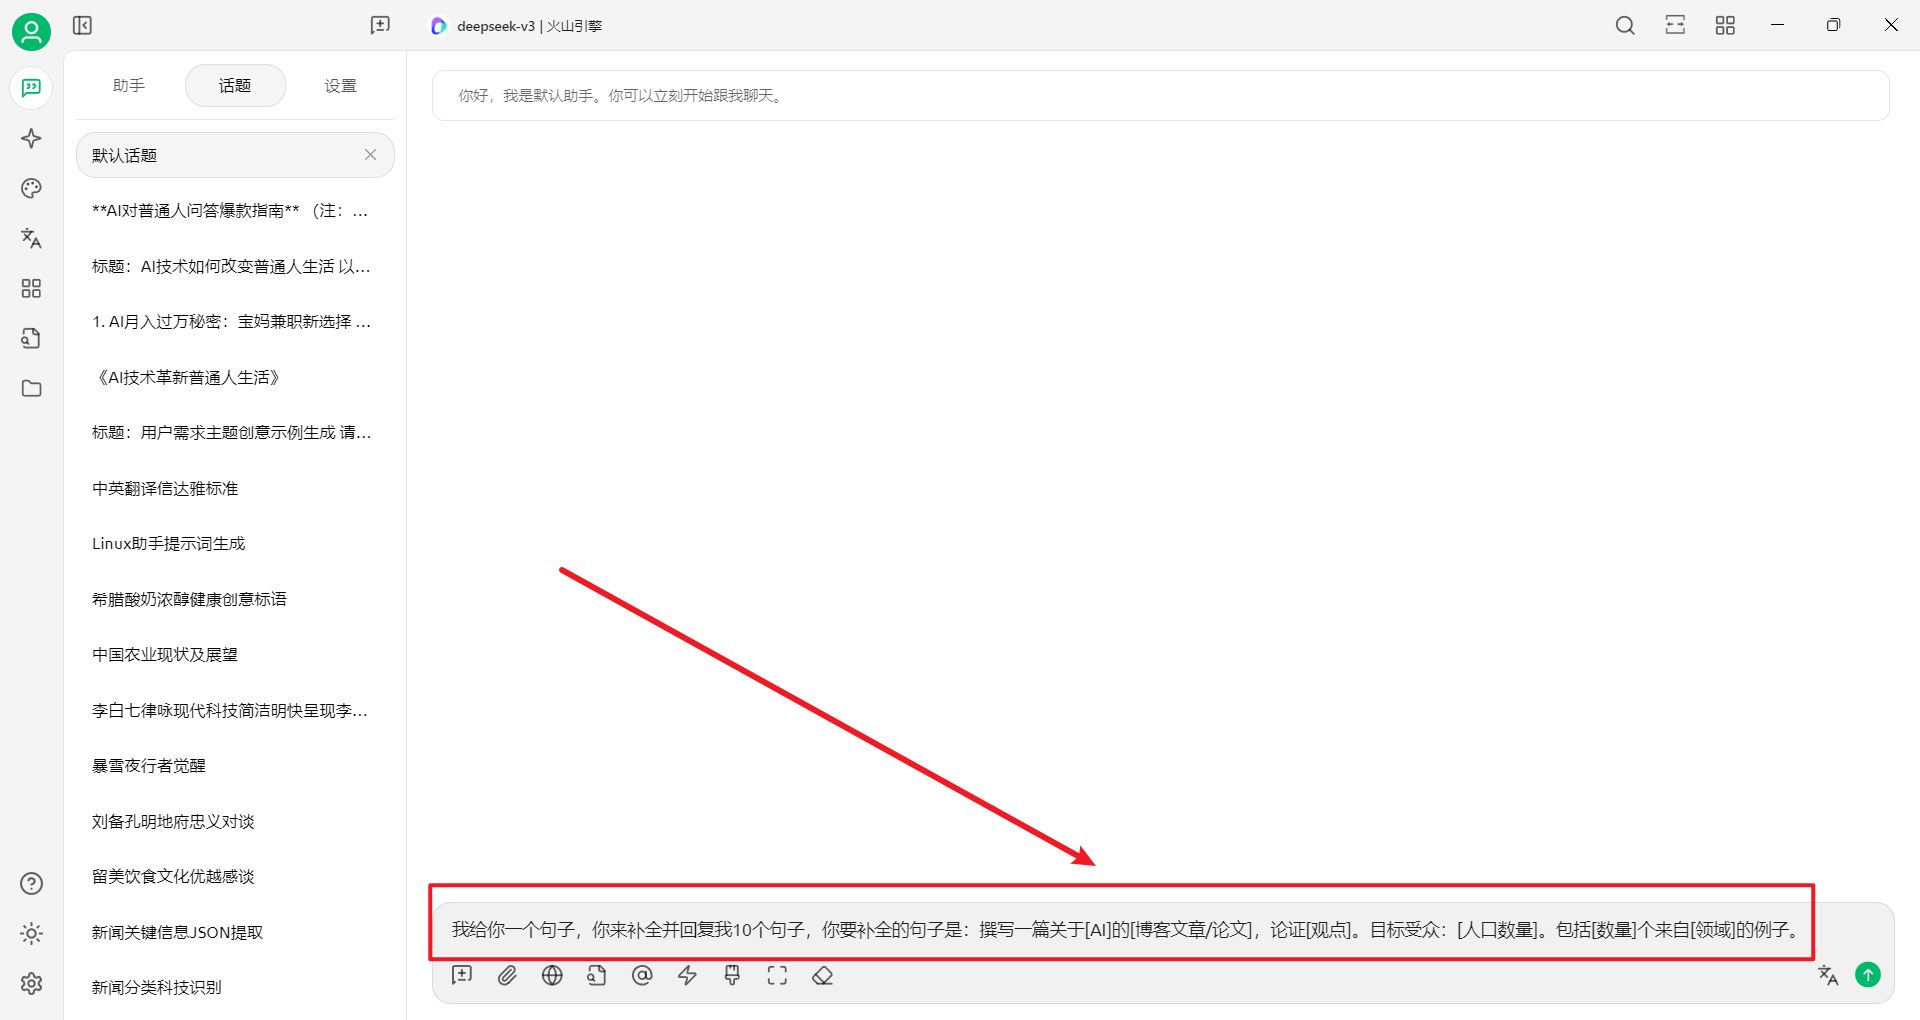 deepseek-v3 | 火山引擎
助手
话题
设置
默认话题
**AI对普通人问答爆款指南** （注：...
标题：AI技术如何改变普通人生活 以...
1. AI月入过万秘密：宝妈兼职新选择 ...
《AI技术革新普通人生活》
标题：用户需求主题创意示例生成 请...
中英翻译信达雅标准
Linux助手提示词生成
希腊酸奶浓醇健康创意标语
中国农业现状及展望
李白七律咏现代科技简洁明快呈现李...
暴雪夜行者觉醒
刘备孔明地府忠义对谈
留美饮食文化优越感谈
新闻关键信息JSON提取
新闻分类科技识别
你好，我是默认助手。你可以立刻开始跟我聊天。
我给你一个句子，你来补全并回复我10个句子，你要补全的句子是：撰写一篇关于[AI]的[博客文章/论文]，论证[观点]。目标受众：[人口数量]。包括[数量]个来自[领域]的例子。